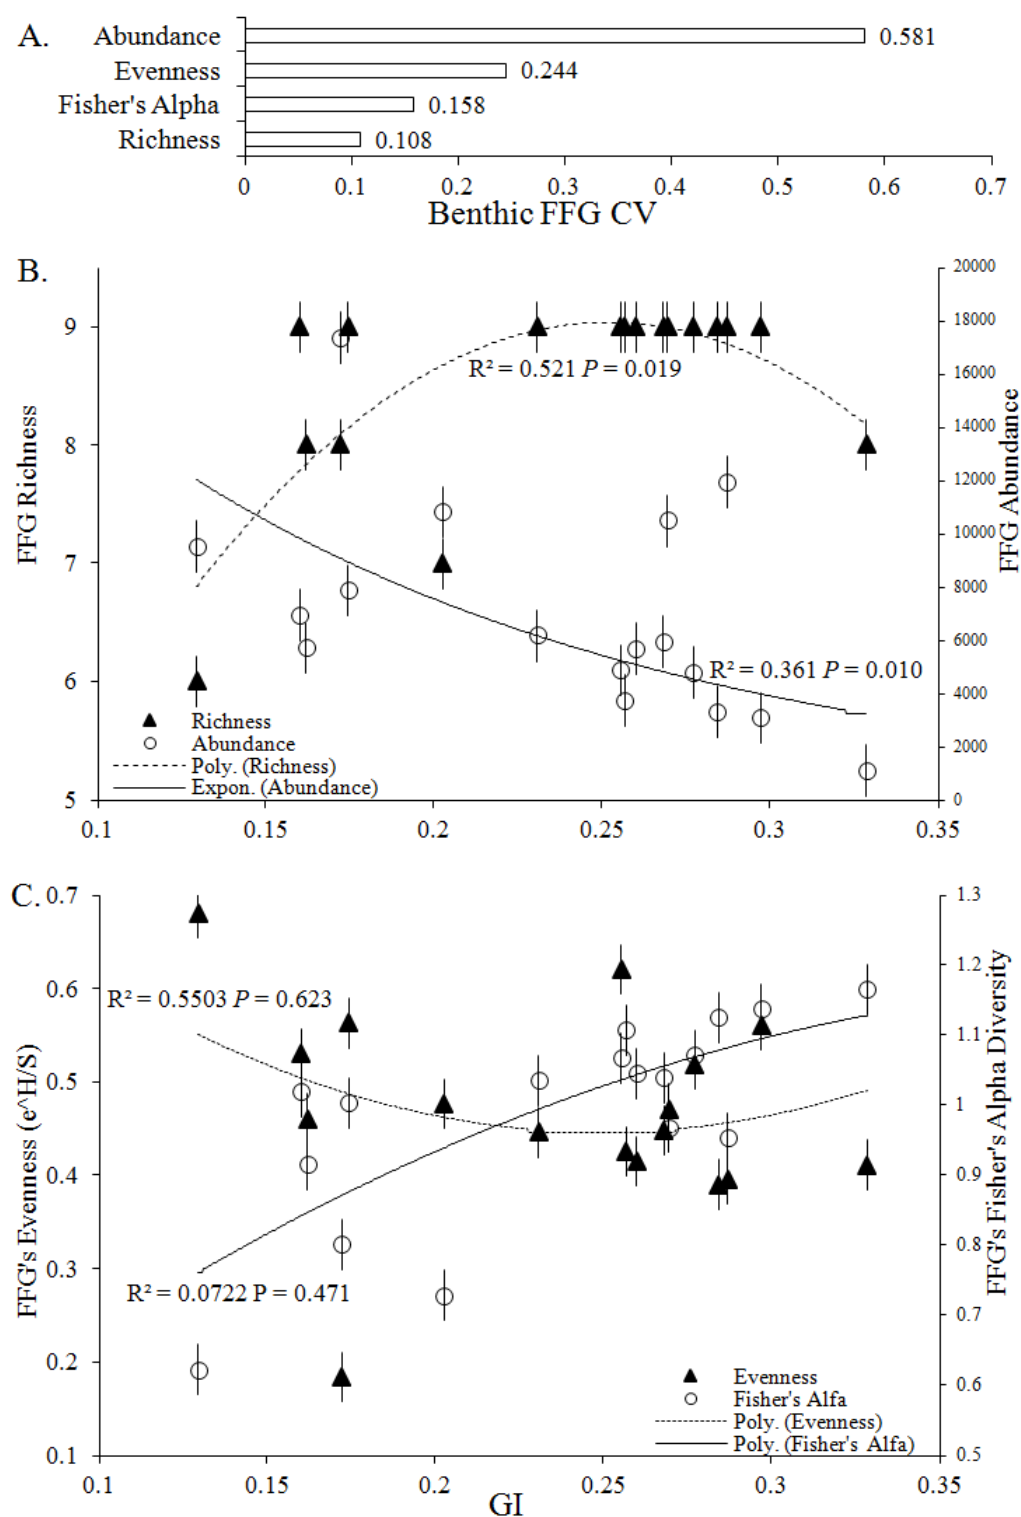 A.
Abundance 0.581
Evenness 0.244
Fisher's Alpha 0.158
Richness 0.108
0 0.1 0.2 0.3 0.4 0.5 0.6 0.7
Benthic FFG CV
B.
FFG Richness
9
8
7
6
5
20000
18000
16000
14000
12000
10000
8000
6000
4000
2000
0
FFG Abundance
R² = 0.521 P = 0.019
R² = 0.361 P = 0.010
Richness
Abundance
Poly. (Richness)
Expon. (Abundance)
0.1 0.15 0.2 0.25 0.3 0.35
C.
FFG's Evenness (e^H/S)
0.7
0.6
0.5
0.4
0.3
0.2
0.1
1.3
1.2
1.1
1
0.9
0.8
0.7
0.6
0.5
FFG's Fisher's Alpha Diversity
R² = 0.5503 P = 0.623
R² = 0.0722 P = 0.471
Evenness
Fisher's Alfa
Poly. (Evenness)
Poly. (Fisher's Alfa)
0.1 0.15 0.2 0.25 0.3 0.35
GI